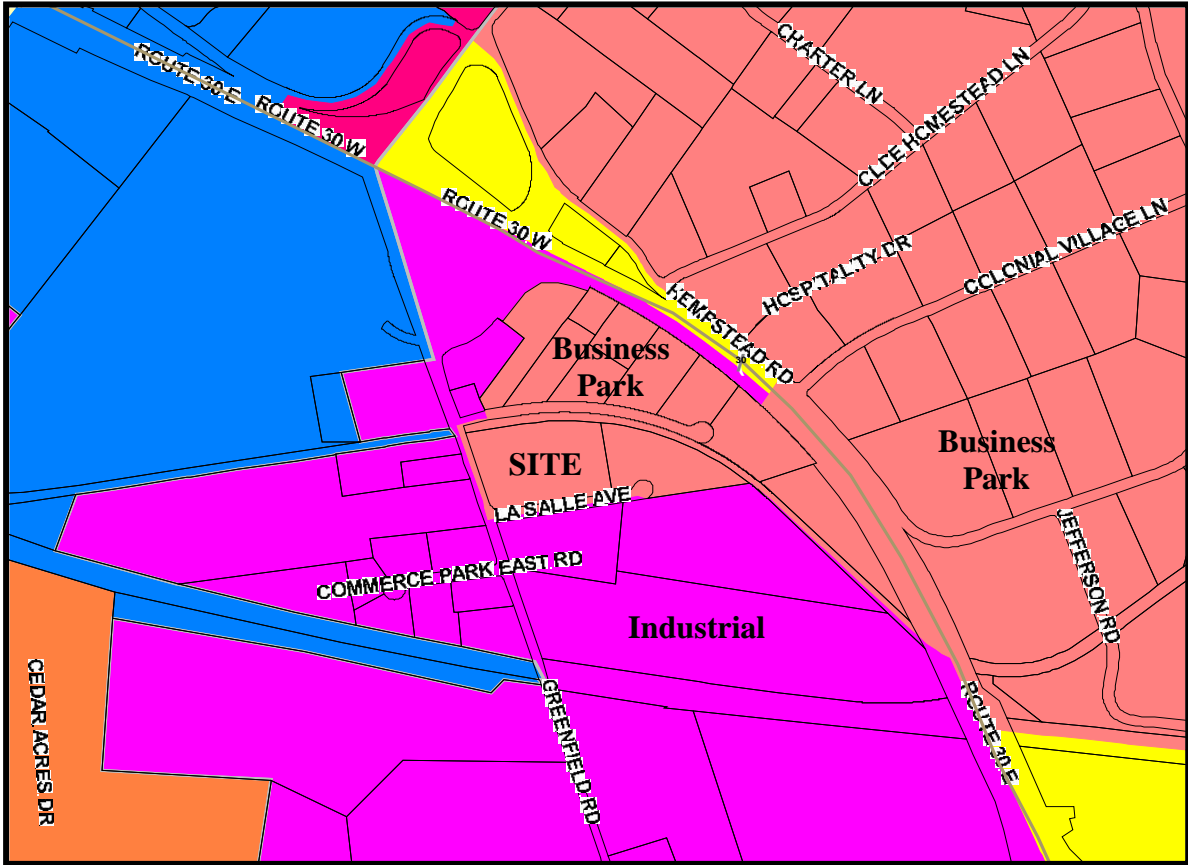 CHARTER LN
ROUTE 30 E
ROUTE 30 W
CLDE HCMESTEAD LN
ROUTE 30 W
COLONIAL VILLAGE LN
HOSPITALITY DR
HEMPSTEAD RD
30
Business
Park
Business
Park
SITE
LA SALLE AVE
JEFFERSON RD
COMMERCE PARK EAST RD
Industrial
CEDAR ACRES DR
GREENFIELD RD
ROUTE 30 E